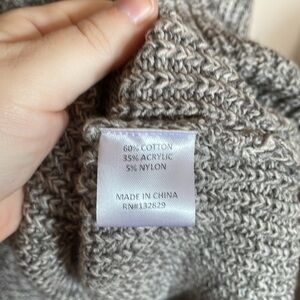 60% COTTON
35% ACRYLIC
5% NYLON
MADE IN CHINA
RN#132829